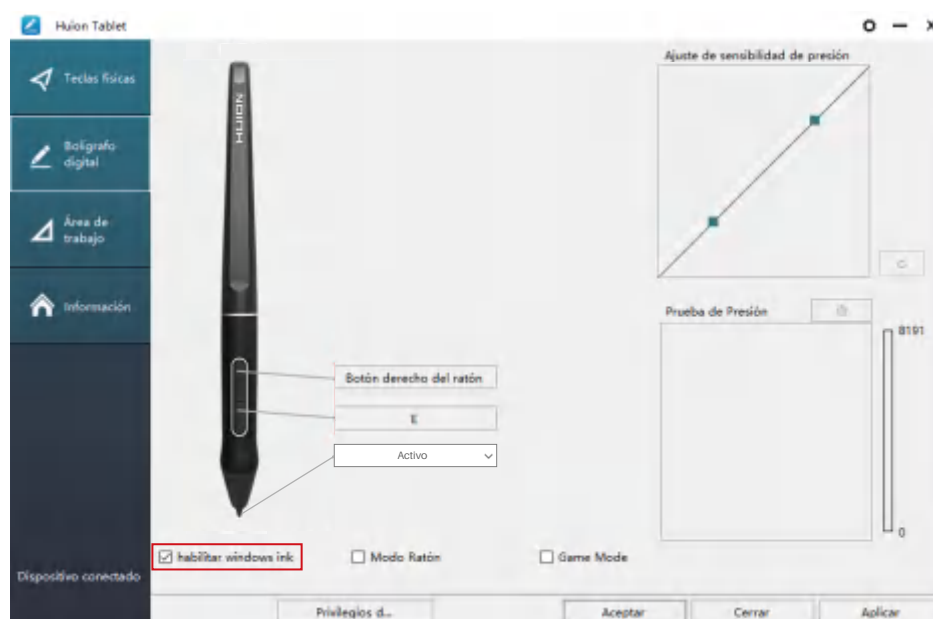 Huion Tablet
Teclas físicas
Bolígrafo
digital
Área de
trabajo
Información
Dispositivo conectado
HUION
Botón derecho del ratón
E
Activo
habilitar windows ink
Modo Ratón
Game Mode
Ajuste de sensibilidad de presión
Prueba de Presión
8191
0
Privilegios d...
Aceptar
Cerrar
Aplicar